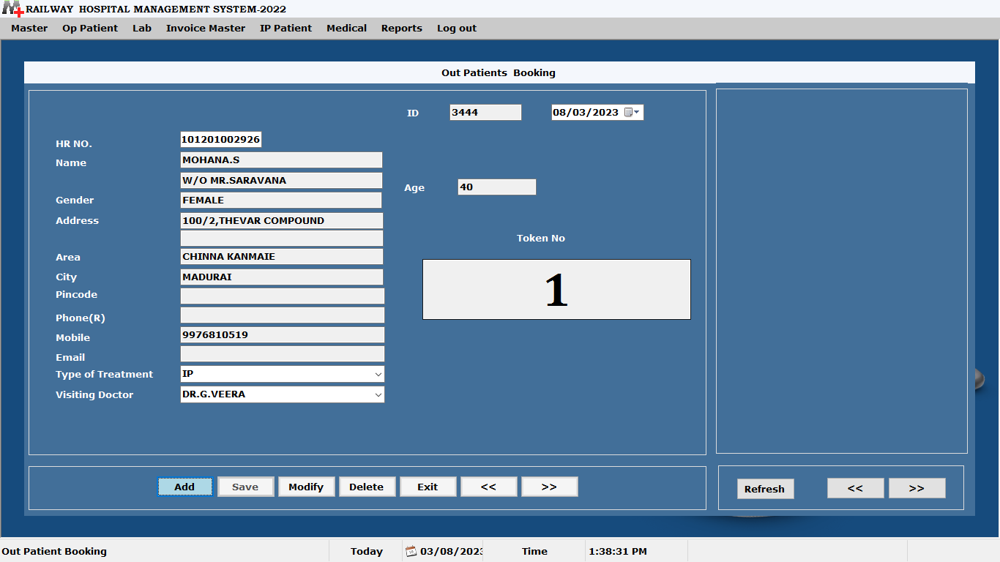 RAILWAY HOSPITAL MANAGEMENT SYSTEM-2022
Master Op Patient Lab Invoice Master IP Patient Medical Reports Log out
Out Patients Booking
ID 3444 08/03/2023
HR NO. 101201002926
Name MOHANA.S
W/O MR.SARAVANA
Age 40
Gender FEMALE
Address 100/2,THEVAR COMPOUND
Token No
1
Area CHINNA KANMAIE
City MADURAI
Pincode
Phone(R)
Mobile 9976810519
Email
Type of Treatment IP
Visiting Doctor DR.G.VEERA
Add Save Modify Delete Exit << >>
Refresh << >>
Out Patient Booking Today 03/08/2023 Time 1:38:31 PM